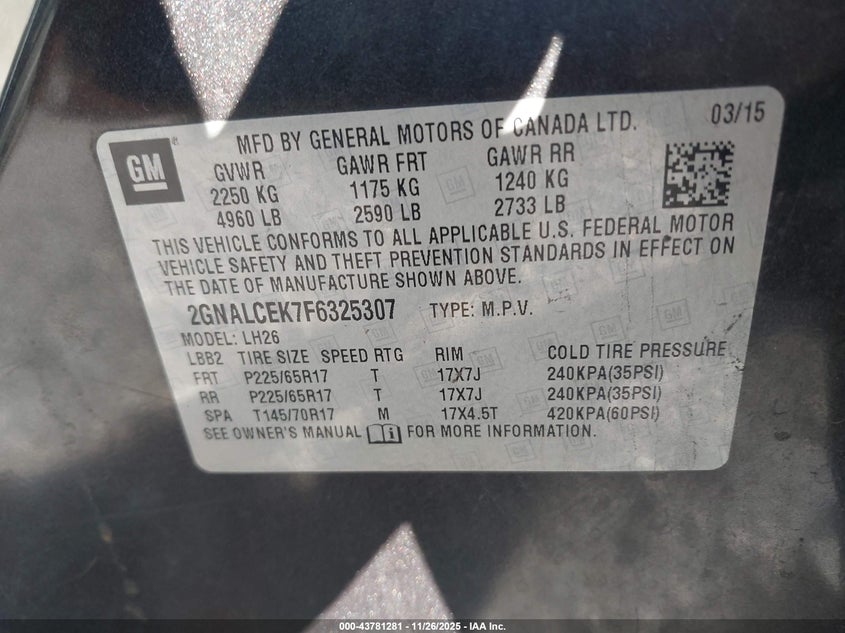 03/15
GM
MFD BY GENERAL MOTORS OF CANADA LTD.
GVWR GAWR FRT GAWR RR
2250 KG 1175 KG 1240 KG
4960 LB 2590 LB 2733 LB
THIS VEHICLE CONFORMS TO ALL APPLICABLE U.S. FEDERAL MOTOR
VEHICLE SAFETY AND THEFT PREVENTION STANDARDS IN EFFECT ON
THE DATE OF MANUFACTURE SHOWN ABOVE.
2GNALCEK7F6325307 TYPE: M.P.V.
MODEL: LH26
LBB2 TIRE SIZE SPEED RTG RIM COLD TIRE PRESSURE
FRT P225/65R17 T 17X7J 240KPA(35PSI)
RR P225/65R17 T 17X7J 240KPA(35PSI)
SPA T145/70R17 M 17X4.5T 420KPA(60PSI)
SEE OWNER'S MANUAL FOR MORE INFORMATION.
000-43781281 - 11/26/2025 - IAA Inc.